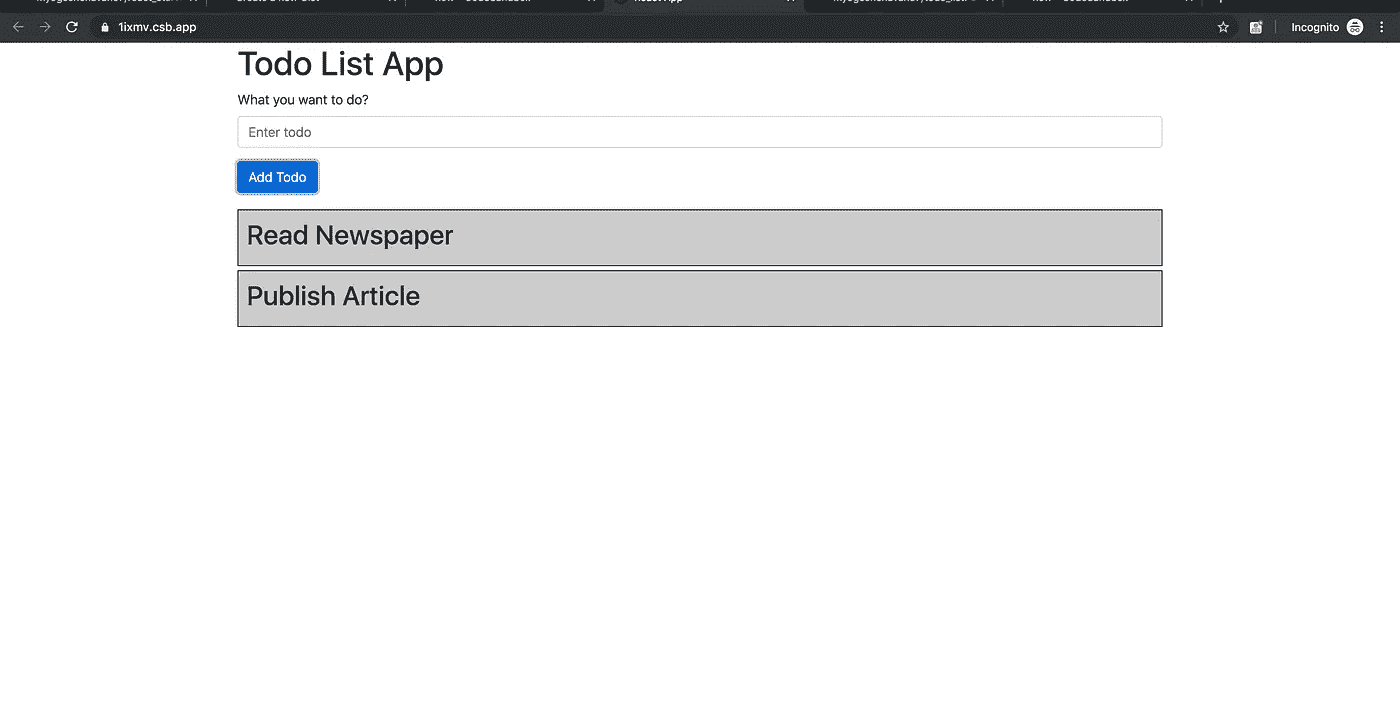 1ixmv.csb.app
Incognito
Todo List App
What you want to do?
Enter todo
Add Todo
Read Newspaper
Publish Article